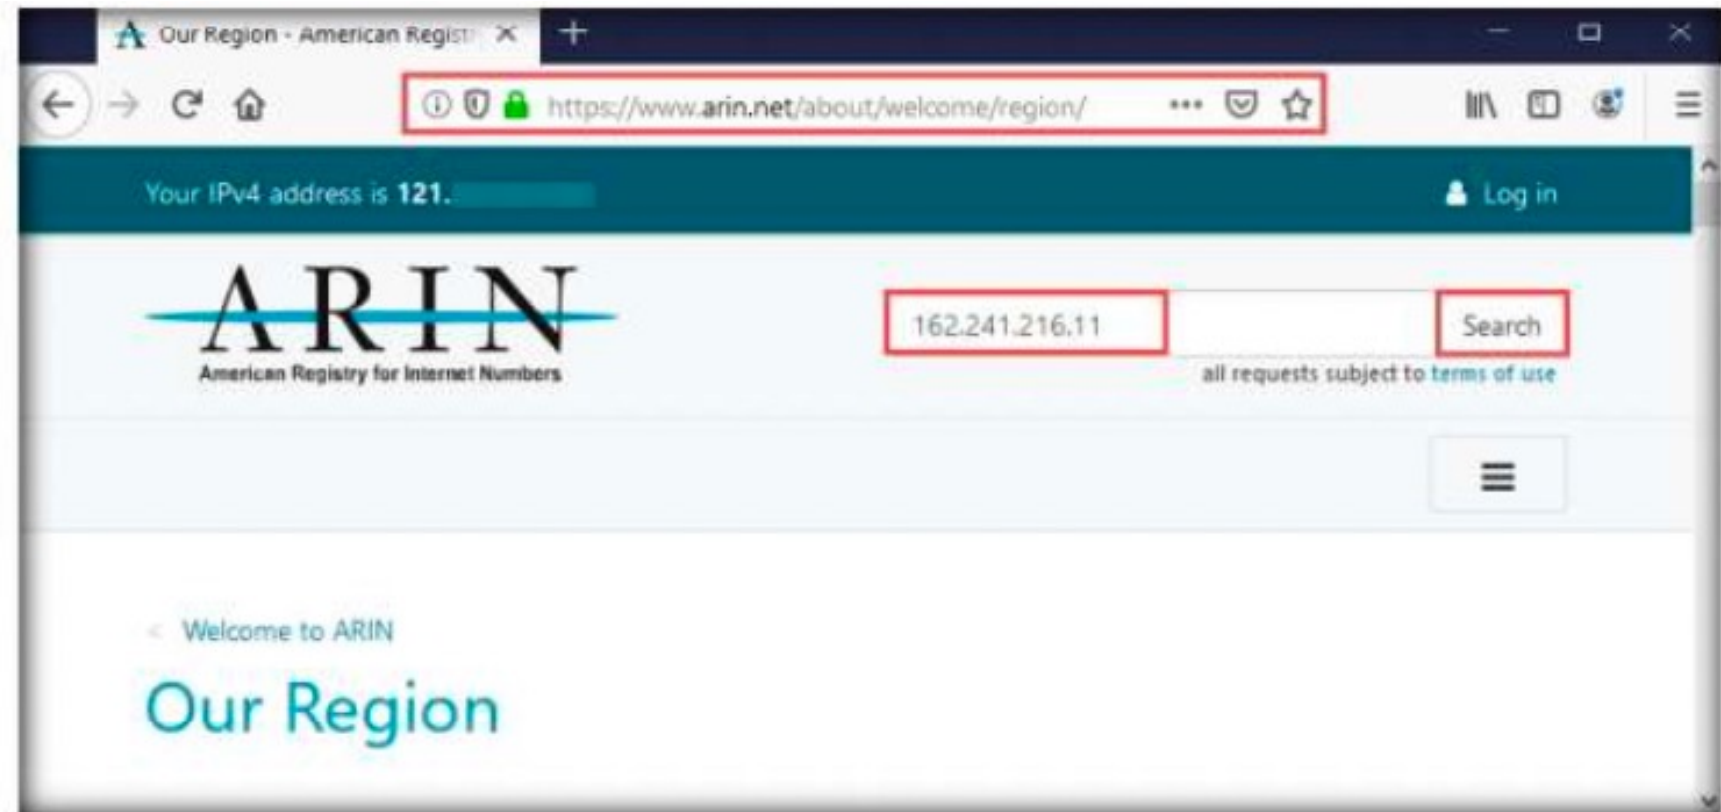 Our Region - American Regist
https://www.arin.net/about/welcome/region/
Your IPv4 address is 121.
Log in
ARIN
American Registry for Internet Numbers
162.241.216.11
Search
all requests subject to terms of use
< Welcome to ARIN
Our Region